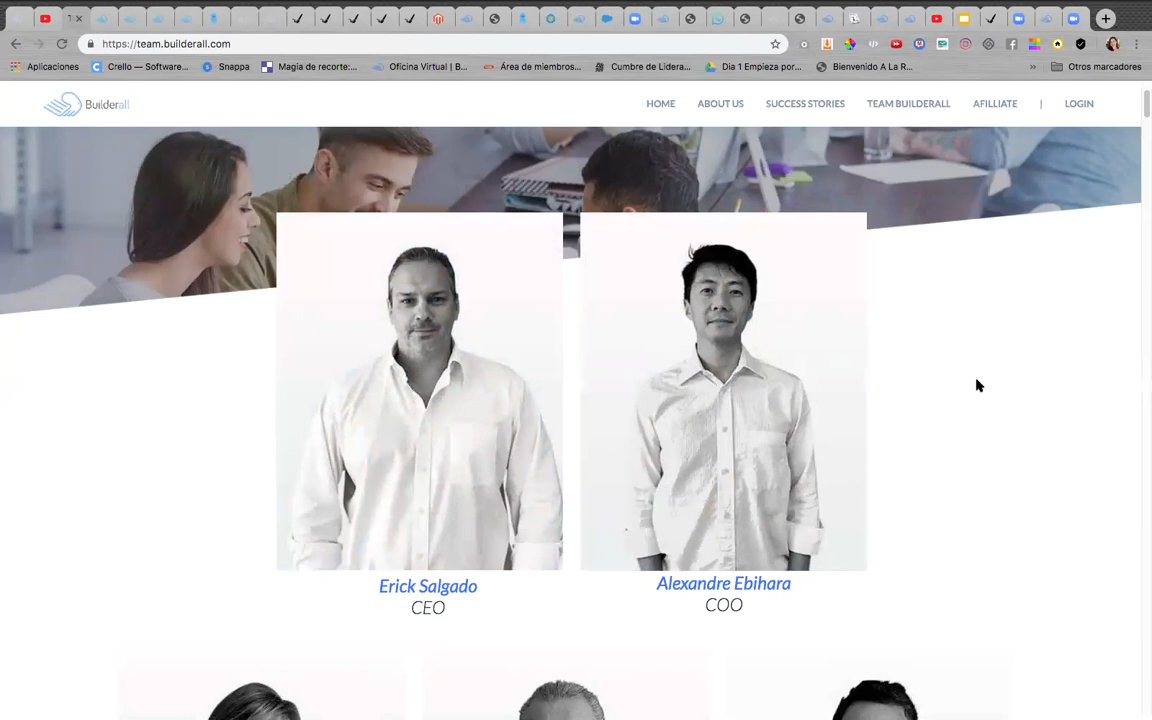 https://team.builderall.com
Aplicaciones
Crello — Software...
Snappa
Magia de recorte:...
Oficina Virtual | B...
Área de miembros...
Cumbre de Lidera...
Dia 1 Empieza por...
Bienvenido A La R...
»
Otros marcadores
Builderall
HOME
ABOUT US
SUCCESS STORIES
TEAM BUILDERALL
AFILLIATE
|
LOGIN
Erick Salgado
CEO
Alexandre Ebihara
COO